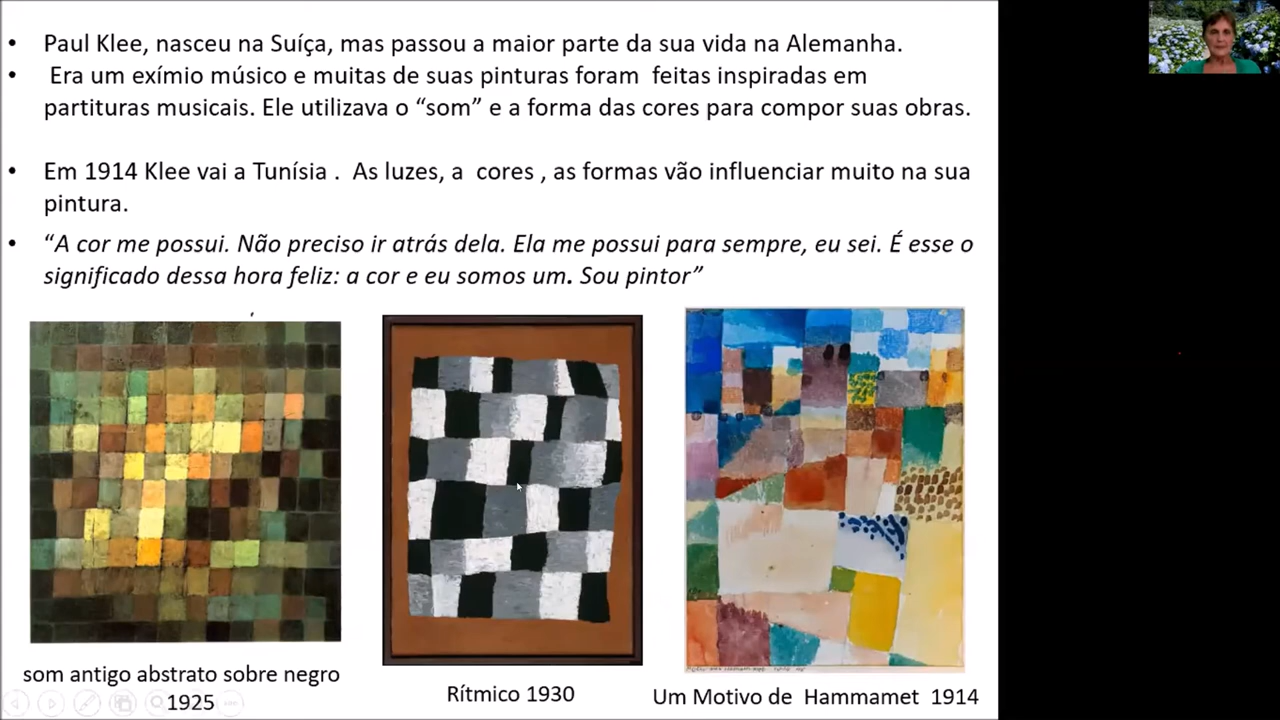 • Paul Klee, nasceu na Suíça, mas passou a maior parte da sua vida na Alemanha.
• Era um exímio músico e muitas de suas pinturas foram feitas inspiradas em
partituras musicais. Ele utilizava o “som” e a forma das cores para compor suas obras.
• Em 1914 Klee vai a Tunísia . As luzes, a cores , as formas vão influenciar muito na sua
pintura.
• “A cor me possui. Não preciso ir atrás dela. Ela me possui para sempre, eu sei. É esse o
significado dessa hora feliz: a cor e eu somos um. Sou pintor”
,
som antigo abstrato sobre negro
1925
Rítmico 1930
Um Motivo de Hammamet 1914